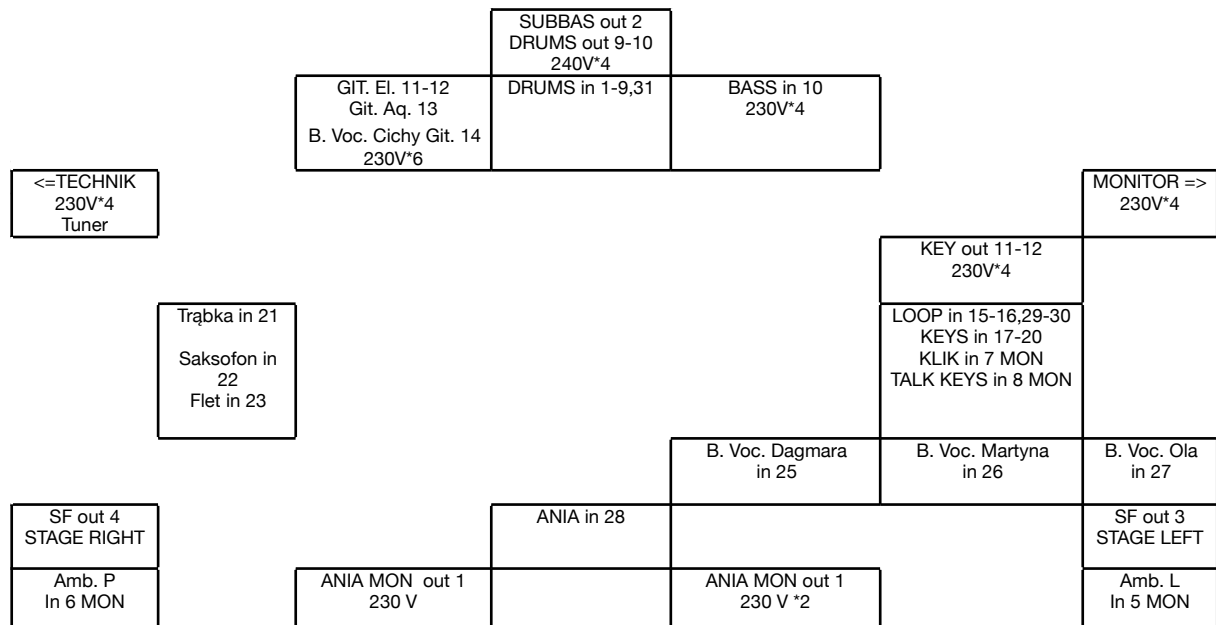 SUBBAS out 2
DRUMS out 9-10
240V*4
GIT. El. 11-12
Git. Aq. 13
B. Voc. Cichy Git. 14
230V*6
DRUMS in 1-9,31
BASS in 10
230V*4
<=TECHNIK
230V*4
Tuner
MONITOR =>
230V*4
KEY out 11-12
230V*4
Trąbka in 21
Saksofon in
22
Flet in 23
LOOP in 15-16,29-30
KEYS in 17-20
KLIK in 7 MON
TALK KEYS in 8 MON
B. Voc. Dagmara
in 25
B. Voc. Martyna
in 26
B. Voc. Ola
in 27
SF out 4
STAGE RIGHT
ANIA in 28
SF out 3
STAGE LEFT
Amb. P
In 6 MON
ANIA MON out 1
230 V
ANIA MON out 1
230 V *2
Amb. L
In 5 MON